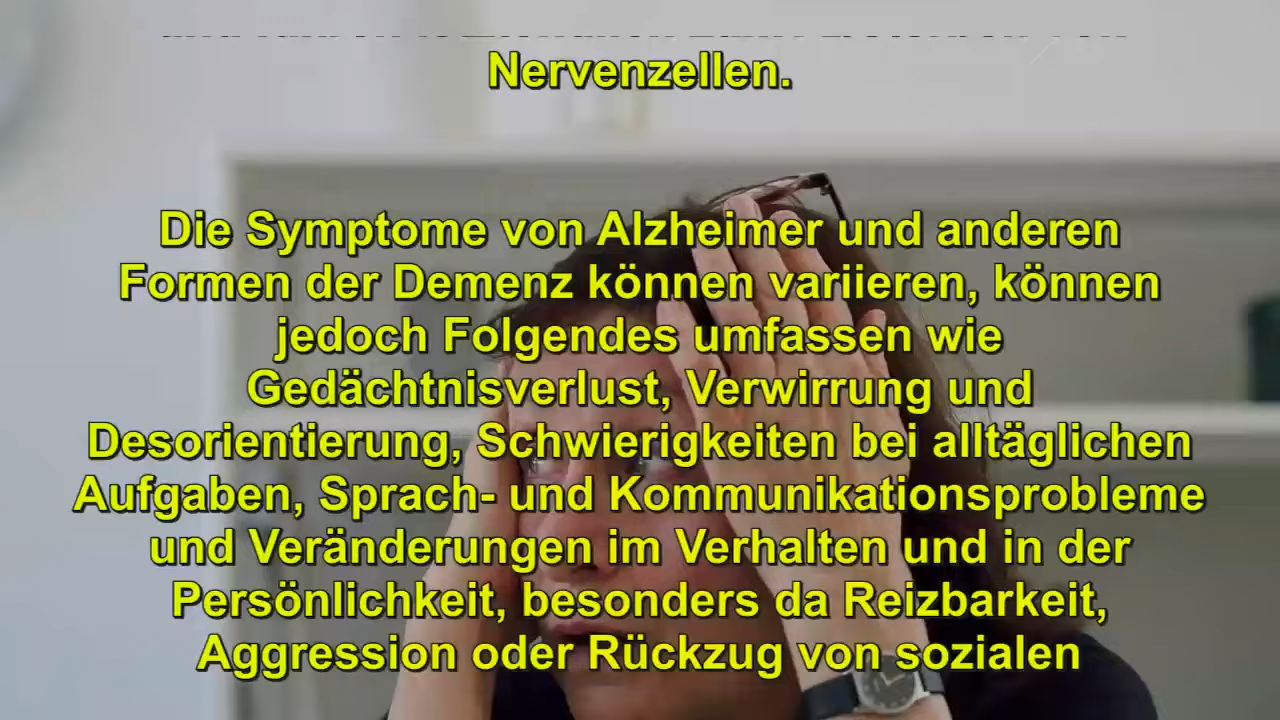 Nervenzellen.
Die Symptome von Alzheimer und anderen
Formen der Demenz können variieren, können
jedoch Folgendes umfassen wie
Gedächtnisverlust, Verwirrung und
Desorientierung, Schwierigkeiten bei alltäglichen
Aufgaben, Sprach- und Kommunikationsprobleme
und Veränderungen im Verhalten und in der
Persönlichkeit, besonders da Reizbarkeit,
Aggression oder Rückzug von sozialen